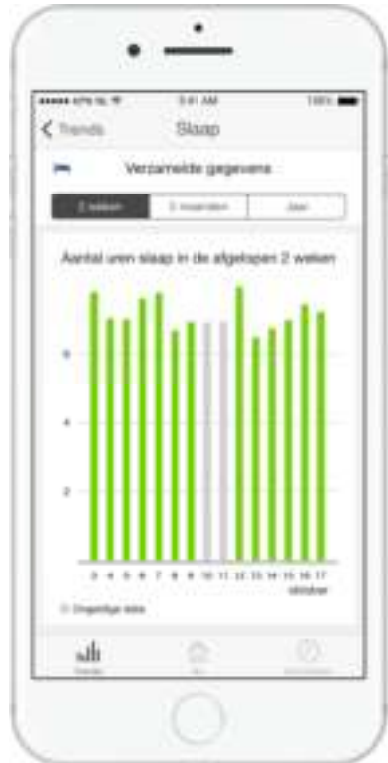 9:41 AM 100%
Trends Slaap
Verzamelde gegevens
2 weken 3 maanden Jaar
Aantal uren slaap in de afgelopen 2 weken
6
4
2
3 4 5 6 7 8 9 10 11 12 13 14 15 16 17
oktober
Ongeldige data
Trends